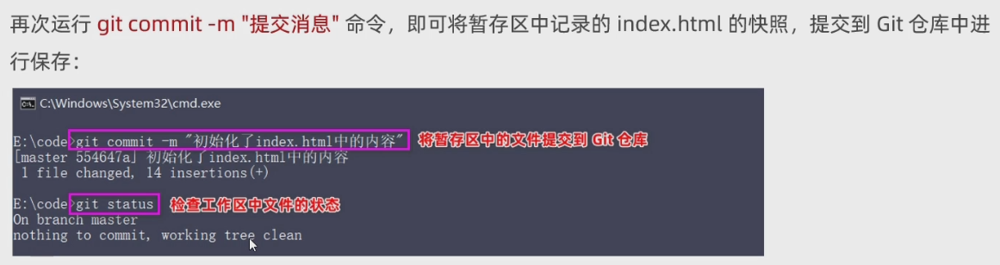 再次运行 git commit -m "提交消息" 命令，即可将暂存区中记录的 index.html 的快照，提交到 Git 仓库中进
行保存：
C:\Windows\System32\cmd.exe
E:\code>git commit -m "初始化了index.html中的内容" 将暂存区中的文件提交到 Git 仓库
[master 554647a] 初始化了index.html中的内容
1 file changed, 14 insertions(+)
E:\code>git status 检查工作区中文件的状态
On branch master
nothing to commit, working tree clean